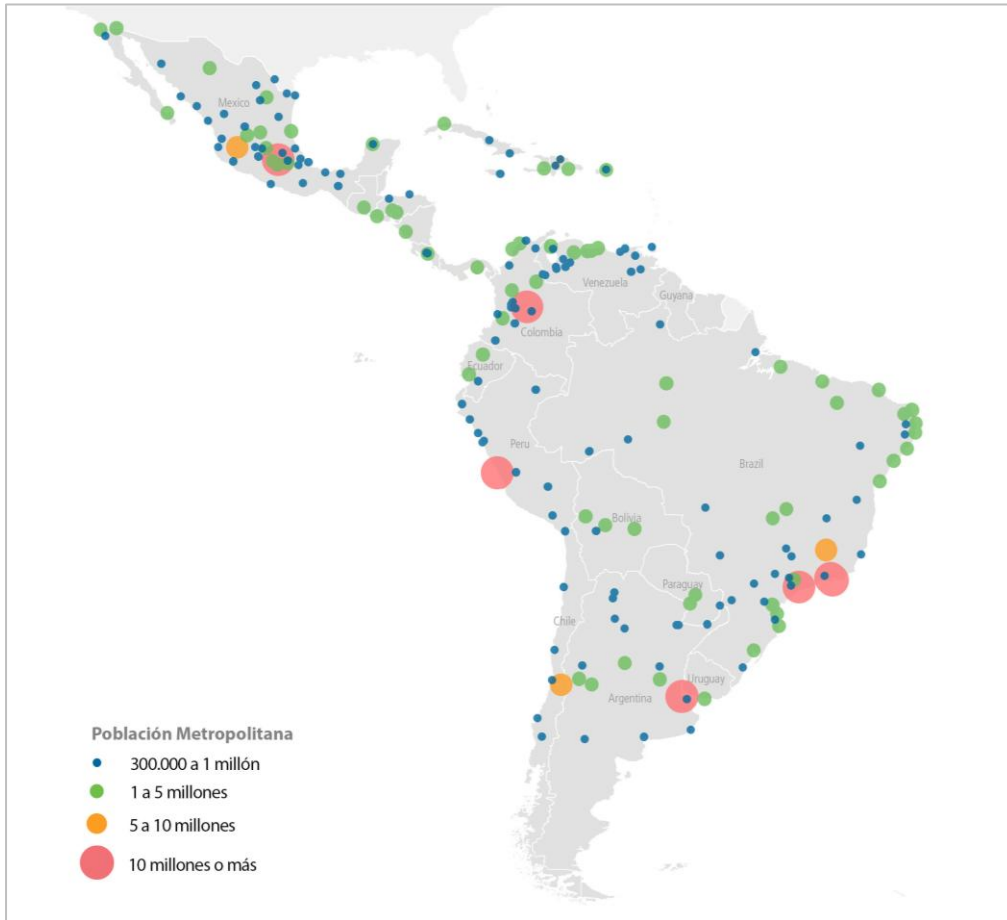 Mexico
Venezuela
Guyana
Colombia
Ecuador
Peru
Brazil
Bolivia
Paraguay
Chile
Uruguay
Argentina
Población Metropolitana
300.000 a 1 millón
1 a 5 millones
5 a 10 millones
10 millones o más